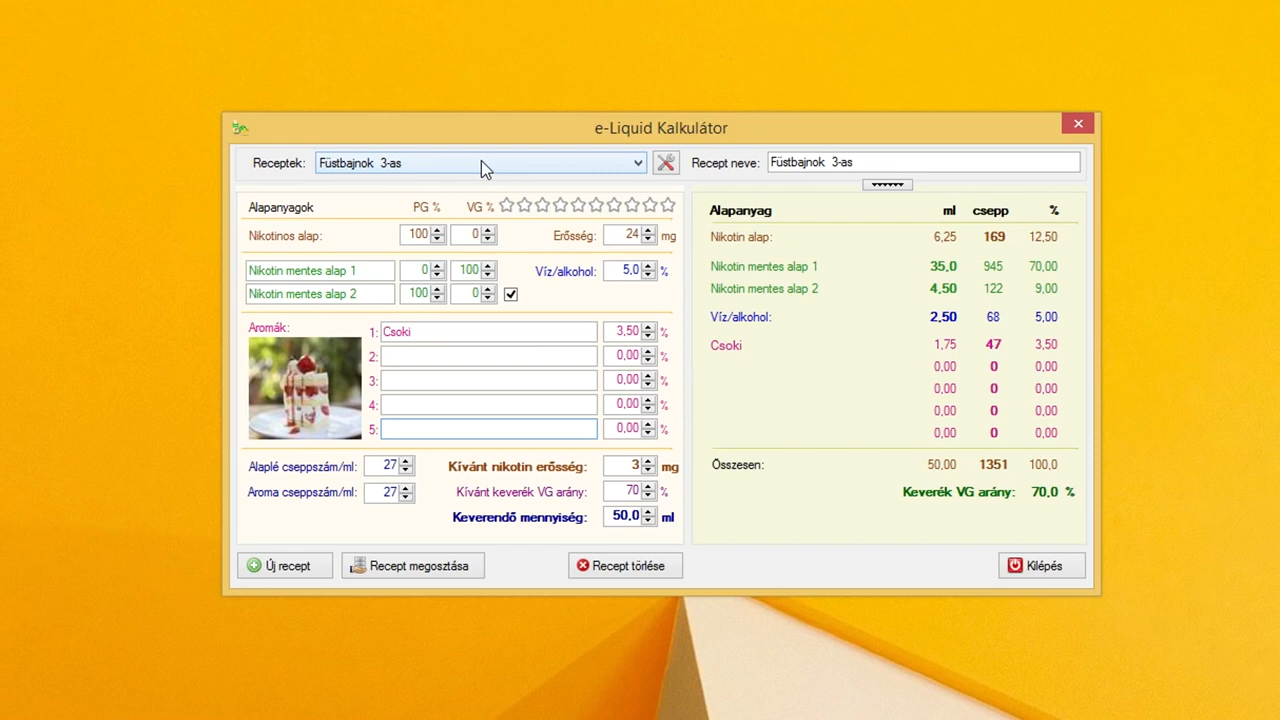 e-Liquid Kalkulátor
Receptek: Füstbajnok 3-as
Recept neve: Füstbajnok 3-as
Alapanyagok PG % VG %
Nikotinos alap: 100 0 Erősség: 24 mg
Nikotin mentes alap 1 0 100 Víz/alkohol: 5,0 %
Nikotin mentes alap 2 100 0
Aromák:
1: Csoki 3,50 %
2: 0,00 %
3: 0,00 %
4: 0,00 %
5: 0,00 %
Alaplé cseppszám/ml: 27 Kívánt nikotin erősség: 3 mg
Aroma cseppszám/ml: 27 Kívánt keverék VG arány: 70 %
Keverendő mennyiség: 50,0 ml
Alapanyag ml csepp %
Nikotin alap: 6,25 169 12,50
Nikotin mentes alap 1 35,0 945 70,00
Nikotin mentes alap 2 4,50 122 9,00
Víz/alkohol: 2,50 68 5,00
Csoki 1,75 47 3,50
0,00 0 0,00
0,00 0 0,00
0,00 0 0,00
0,00 0 0,00
Összesen: 50,00 1351 100,0
Keverék VG arány: 70,0 %
Új recept Recept megosztása Recept törlése Kilépés